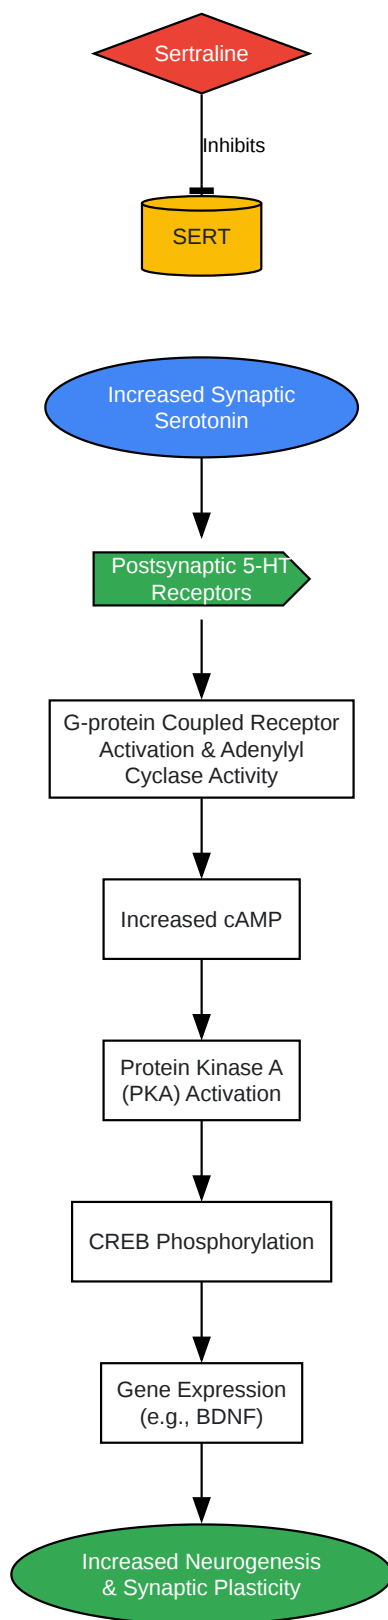 Sertraline
Inhibits
SERT
Increased Synaptic
Serotonin
Postsynaptic 5-HT
Receptors
G-protein Coupled Receptor
Activation & Adenylyl
Cyclase Activity
Increased cAMP
Protein Kinase A
(PKA) Activation
CREB Phosphorylation
Gene Expression
(e.g., BDNF)
Increased Neurogenesis
& Synaptic Plasticity